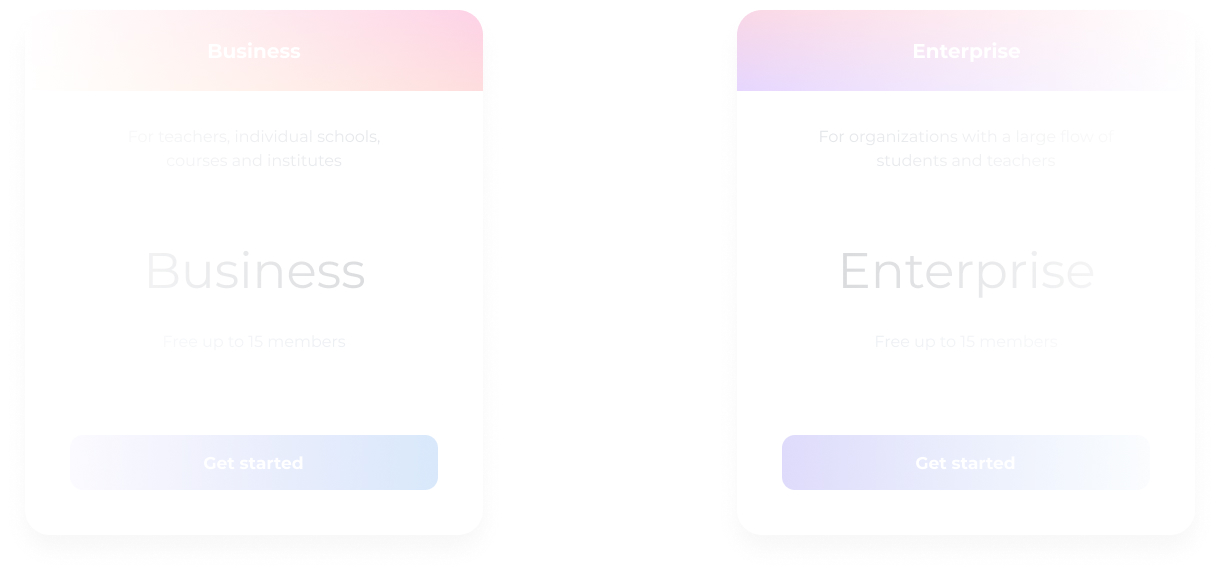 Business
For teachers, individual schools,
courses and institutes
Business
Free up to 15 members
Get started
Enterprise
For organizations with a large flow of
students and teachers
Enterprise
Free up to 15 members
Get started